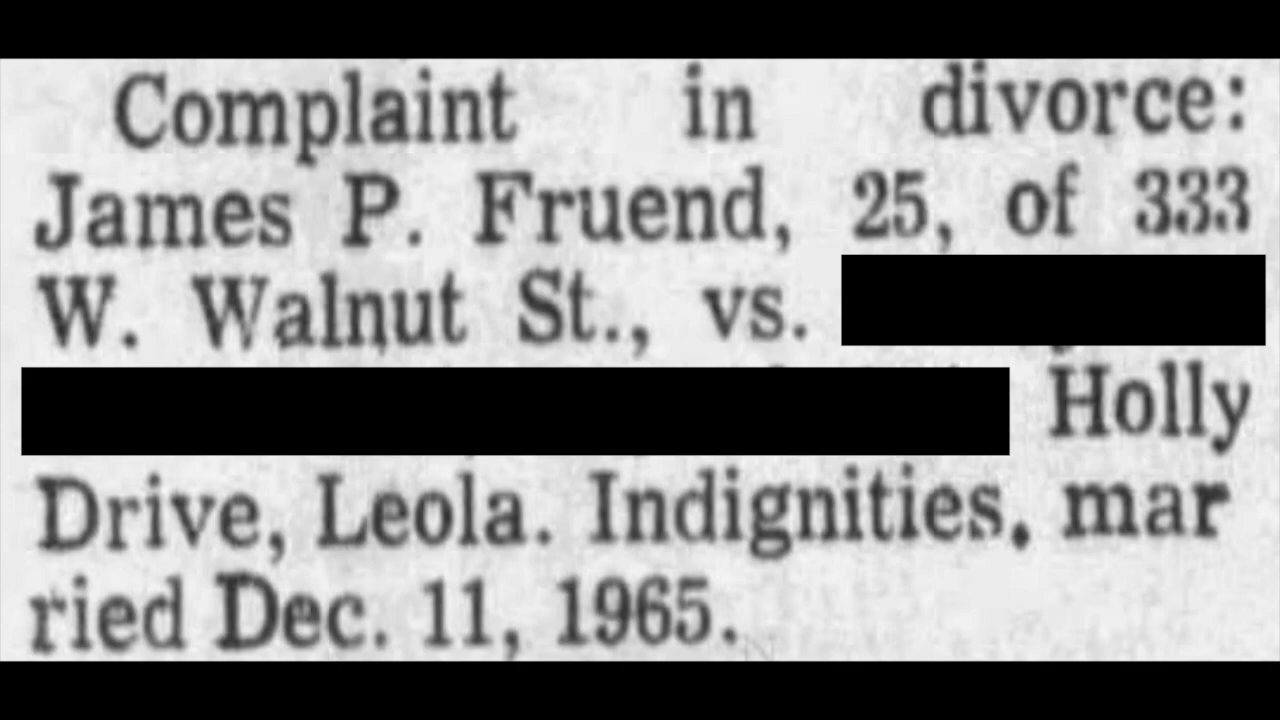 Complaint in divorce:
James P. Fruend, 25, of 333
W. Walnut St., vs.
Holly
Drive, Leola. Indignities, mar
ried Dec. 11, 1965.